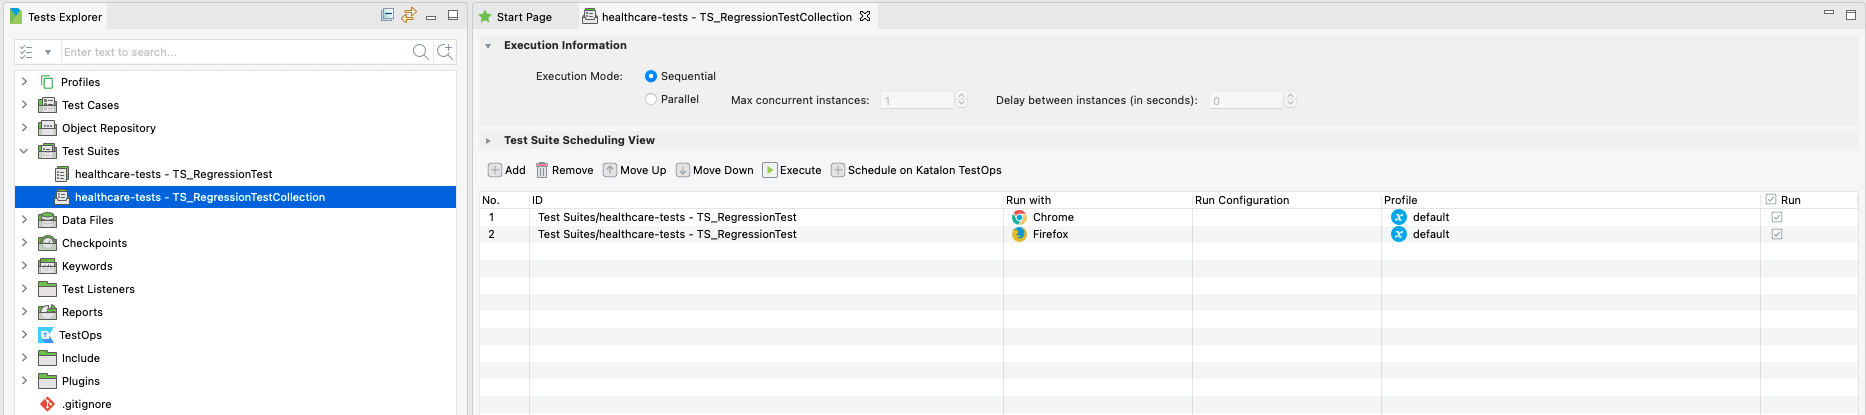 Tests Explorer
Enter text to search...
Profiles
Test Cases
Object Repository
Test Suites
healthcare-tests - TS_RegressionTest
healthcare-tests - TS_RegressionTestCollection
Data Files
Checkpoints
Keywords
Test Listeners
Reports
TestOps
Include
Plugins
.gitignore
Start Page
healthcare-tests - TS_RegressionTestCollection
Execution Information
Execution Mode: Sequential
Parallel Max concurrent instances: 1 Delay between instances (in seconds): 0
Test Suite Scheduling View
Add Remove Move Up Move Down Execute Schedule on Katalon TestOps
No. ID Run with Run Configuration Profile Run
1 Test Suites/healthcare-tests - TS_RegressionTest Chrome default
2 Test Suites/healthcare-tests - TS_RegressionTest Firefox default